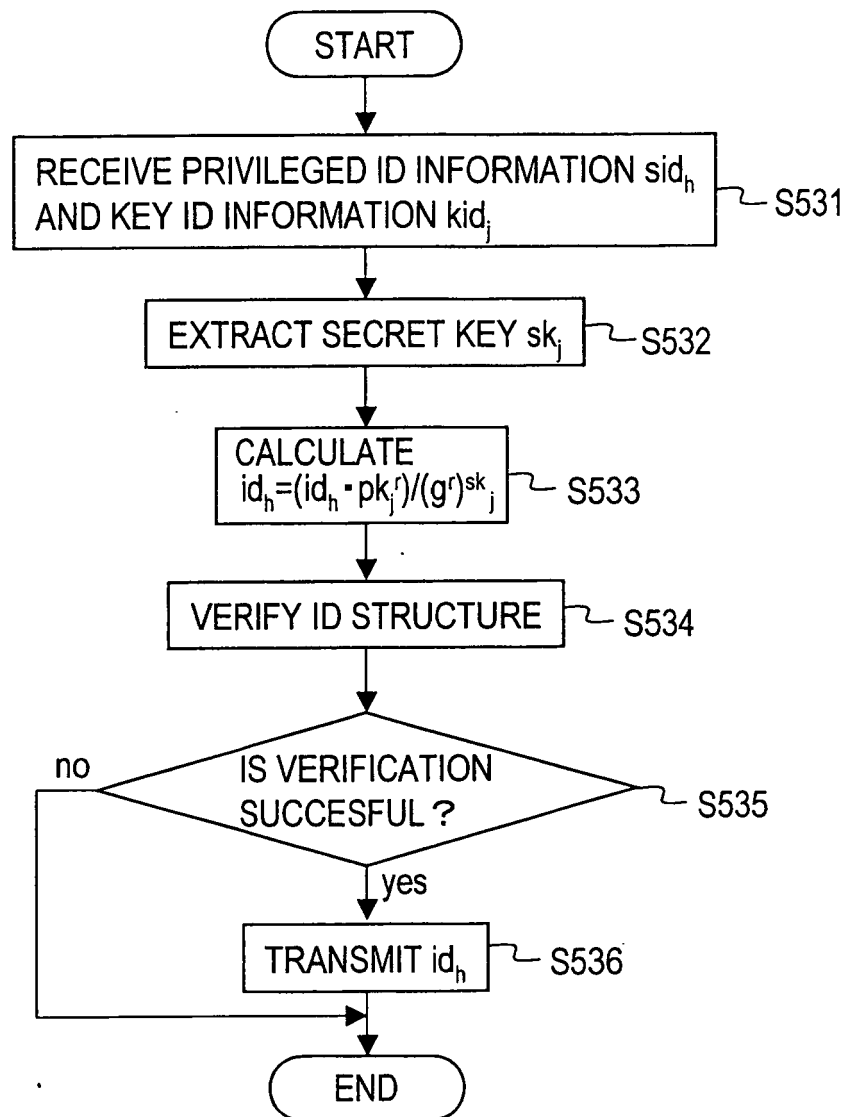 START
RECEIVE PRIVILEGED ID INFORMATION sid_h
AND KEY ID INFORMATION kid_j
S531
EXTRACT SECRET KEY sk_j
S532
CALCULATE
id_h=(id_h・pk_j^r)/(g^r)^sk_j
S533
VERIFY ID STRUCTURE
S534
no
IS VERIFICATION
SUCCESFUL ?
S535
yes
TRANSMIT id_h
S536
END